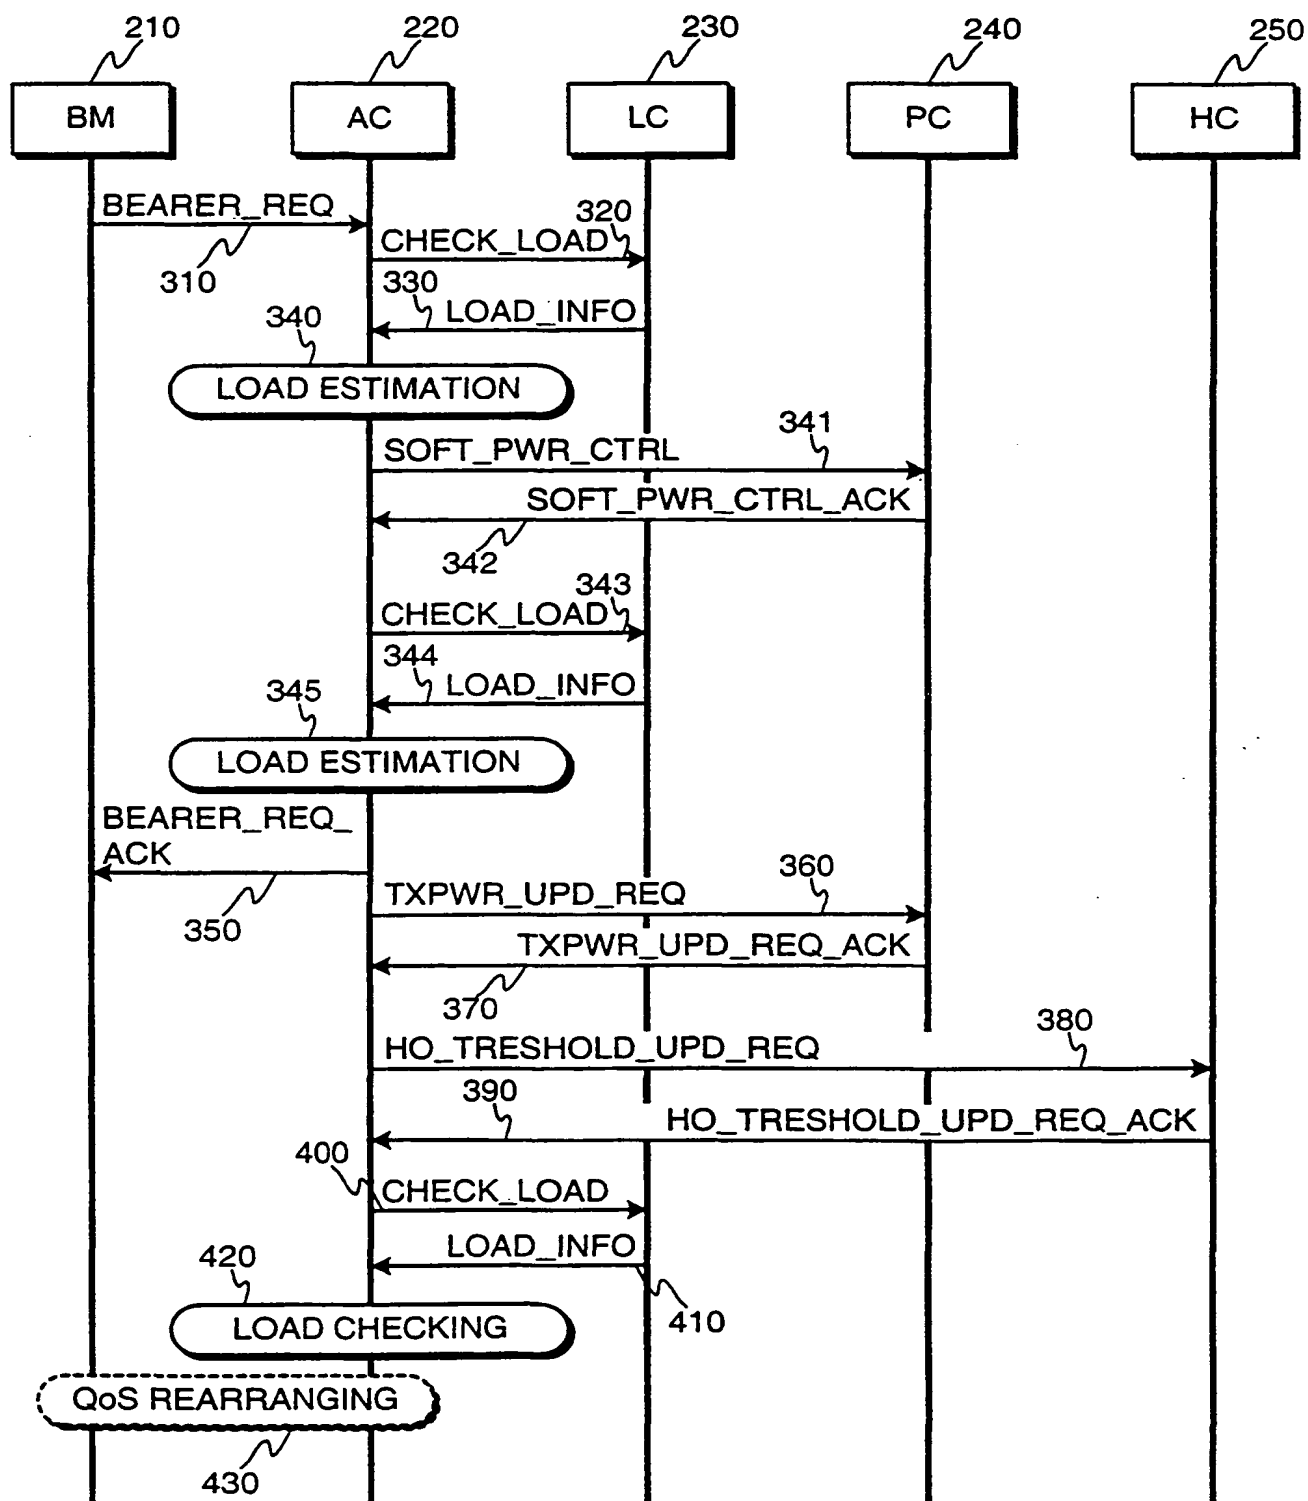 210
220
230
240
250
BM
AC
LC
PC
HC
BEARER_REQ
310
320
CHECK_LOAD
330
LOAD_INFO
340
LOAD ESTIMATION
341
SOFT_PWR_CTRL
SOFT_PWR_CTRL_ACK
342
343
CHECK_LOAD
344
LOAD_INFO
345
LOAD ESTIMATION
BEARER_REQ_
ACK
350
360
TXPWR_UPD_REQ
TXPWR_UPD_REQ_ACK
370
380
HO_TRESHOLD_UPD_REQ
390
HO_TRESHOLD_UPD_REQ_ACK
400
CHECK_LOAD
LOAD_INFO
410
420
LOAD CHECKING
QoS REARRANGING
430